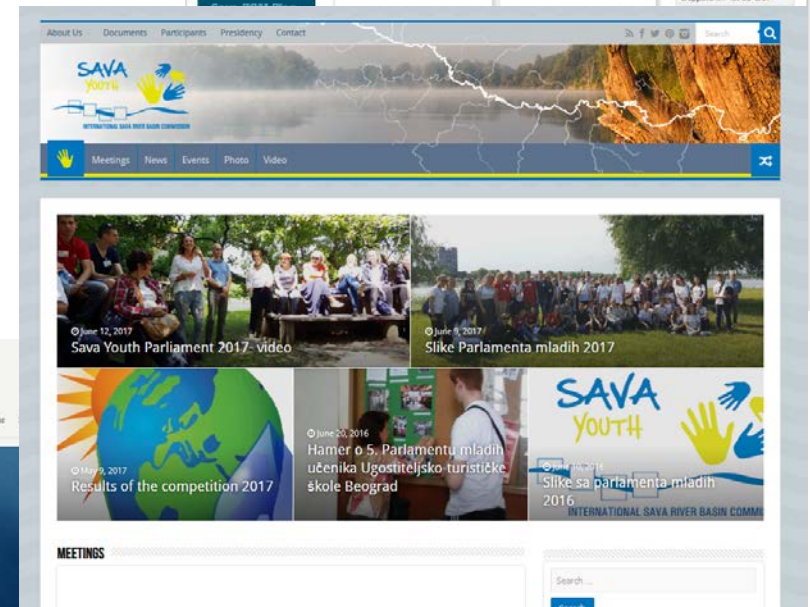 About Us Documents Participants Presidency Contact
Search
SAVA
YOUTH
INTERNATIONAL SAVA RIVER BASIN COMMISSION
Meetings News Events Photo Video
June 12, 2017
Sava Youth Parliament 2017- video
June 9, 2017
Slike Parlamenta mladih 2017
May 9, 2017
Results of the competition 2017
June 20, 2016
Hamer o 5. Parlamentu mladih
učenika Ugostiteljsko-turističke
škole Beograd
SAVA
YOUTH
Slike sa parlamenta mladih
2016
INTERNATIONAL SAVA RIVER BASIN COMMI
MEETINGS
Search ...
Search